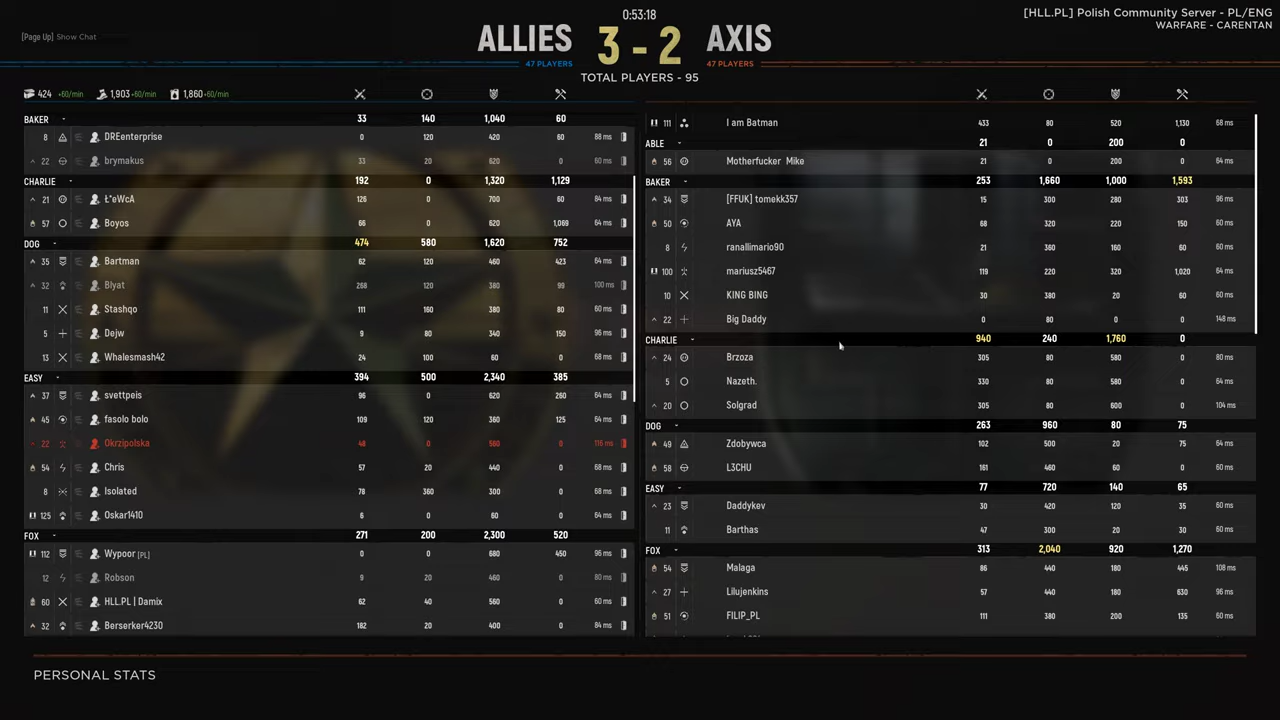 0:53:18
[HLL.PL] Polish Community Server - PL/ENG
WARFARE - CARENTAN
[Page Up] Show Chat
ALLIES 3 - 2 AXIS
47 PLAYERS 47 PLAYERS
TOTAL PLAYERS - 95
424 +60/min 1,903 +60/min 1,860 +60/min
BAKER 33 140 1,040 60
8 DREenterprise 0 120 420 60 88 ms
22 brymakus 33 20 620 0 60 ms
CHARLIE 192 0 1,320 1,129
21 Ł*eWcA 126 0 700 60 84 ms
57 Boyos 66 0 620 1,069 64 ms
DOG 474 580 1,620 752
35 Bartman 62 120 460 423 64 ms
32 Blyat 268 120 380 99 100 ms
11 Stashqo 111 160 380 80 60 ms
5 Dejw 9 80 340 150 96 ms
13 Whalesmash42 24 100 60 0 68 ms
EASY 394 500 2,340 385
37 svettpeis 96 0 620 260 64 ms
45 fasolo bolo 109 120 360 125 64 ms
22 Okrzipolska 48 0 560 0 116 ms
54 Chris 57 20 440 0 68 ms
8 Isolated 78 360 300 0 68 ms
125 Oskar1410 6 0 60 0 64 ms
FOX 271 200 2,300 520
112 Wypoor [PL] 0 0 680 450 96 ms
12 Robson 9 20 460 0 80 ms
60 HLL.PL | Damix 62 40 560 0 60 ms
32 Berserker4230 182 20 400 0 84 ms
111 I am Batman 433 80 520 1,130 68 ms
ABLE 21 0 200 0
56 Motherfucker Mike 21 0 200 0 64 ms
BAKER 253 1,660 1,000 1,593
34 [FFUK] tomekk357 15 300 280 303 96 ms
50 AYA 68 320 220 150 60 ms
8 ranallimario90 21 360 160 60 60 ms
100 mariusz5467 119 220 320 1,020 64 ms
10 KING BING 30 380 20 60 60 ms
22 Big Daddy 0 80 0 0 148 ms
CHARLIE 940 240 1,760 0
24 Brzoza 305 80 580 0 80 ms
5 Nazeth. 330 80 580 0 64 ms
20 Solgrad 305 80 600 0 104 ms
DOG 263 960 80 75
49 Zdobywca 102 500 20 75 64 ms
58 L3CHU 161 460 60 0 60 ms
EASY 77 720 140 65
23 Daddykev 30 420 120 35 60 ms
11 Barthas 47 300 20 30 60 ms
FOX 313 2,040 920 1,270
54 Malaga 86 440 180 445 108 ms
27 Lilujenkins 57 440 180 630 96 ms
51 FILIP_PL 111 380 200 135 60 ms
PERSONAL STATS